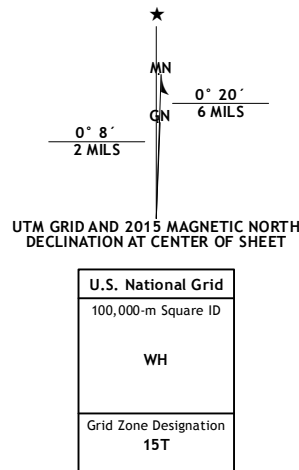 ★
MN
0° 20´
6 MILS
GN
0° 8´
2 MILS
UTM GRID AND 2015 MAGNETIC NORTH
DECLINATION AT CENTER OF SHEET
U.S. National Grid
100,000-m Square ID
WH
Grid Zone Designation
15T